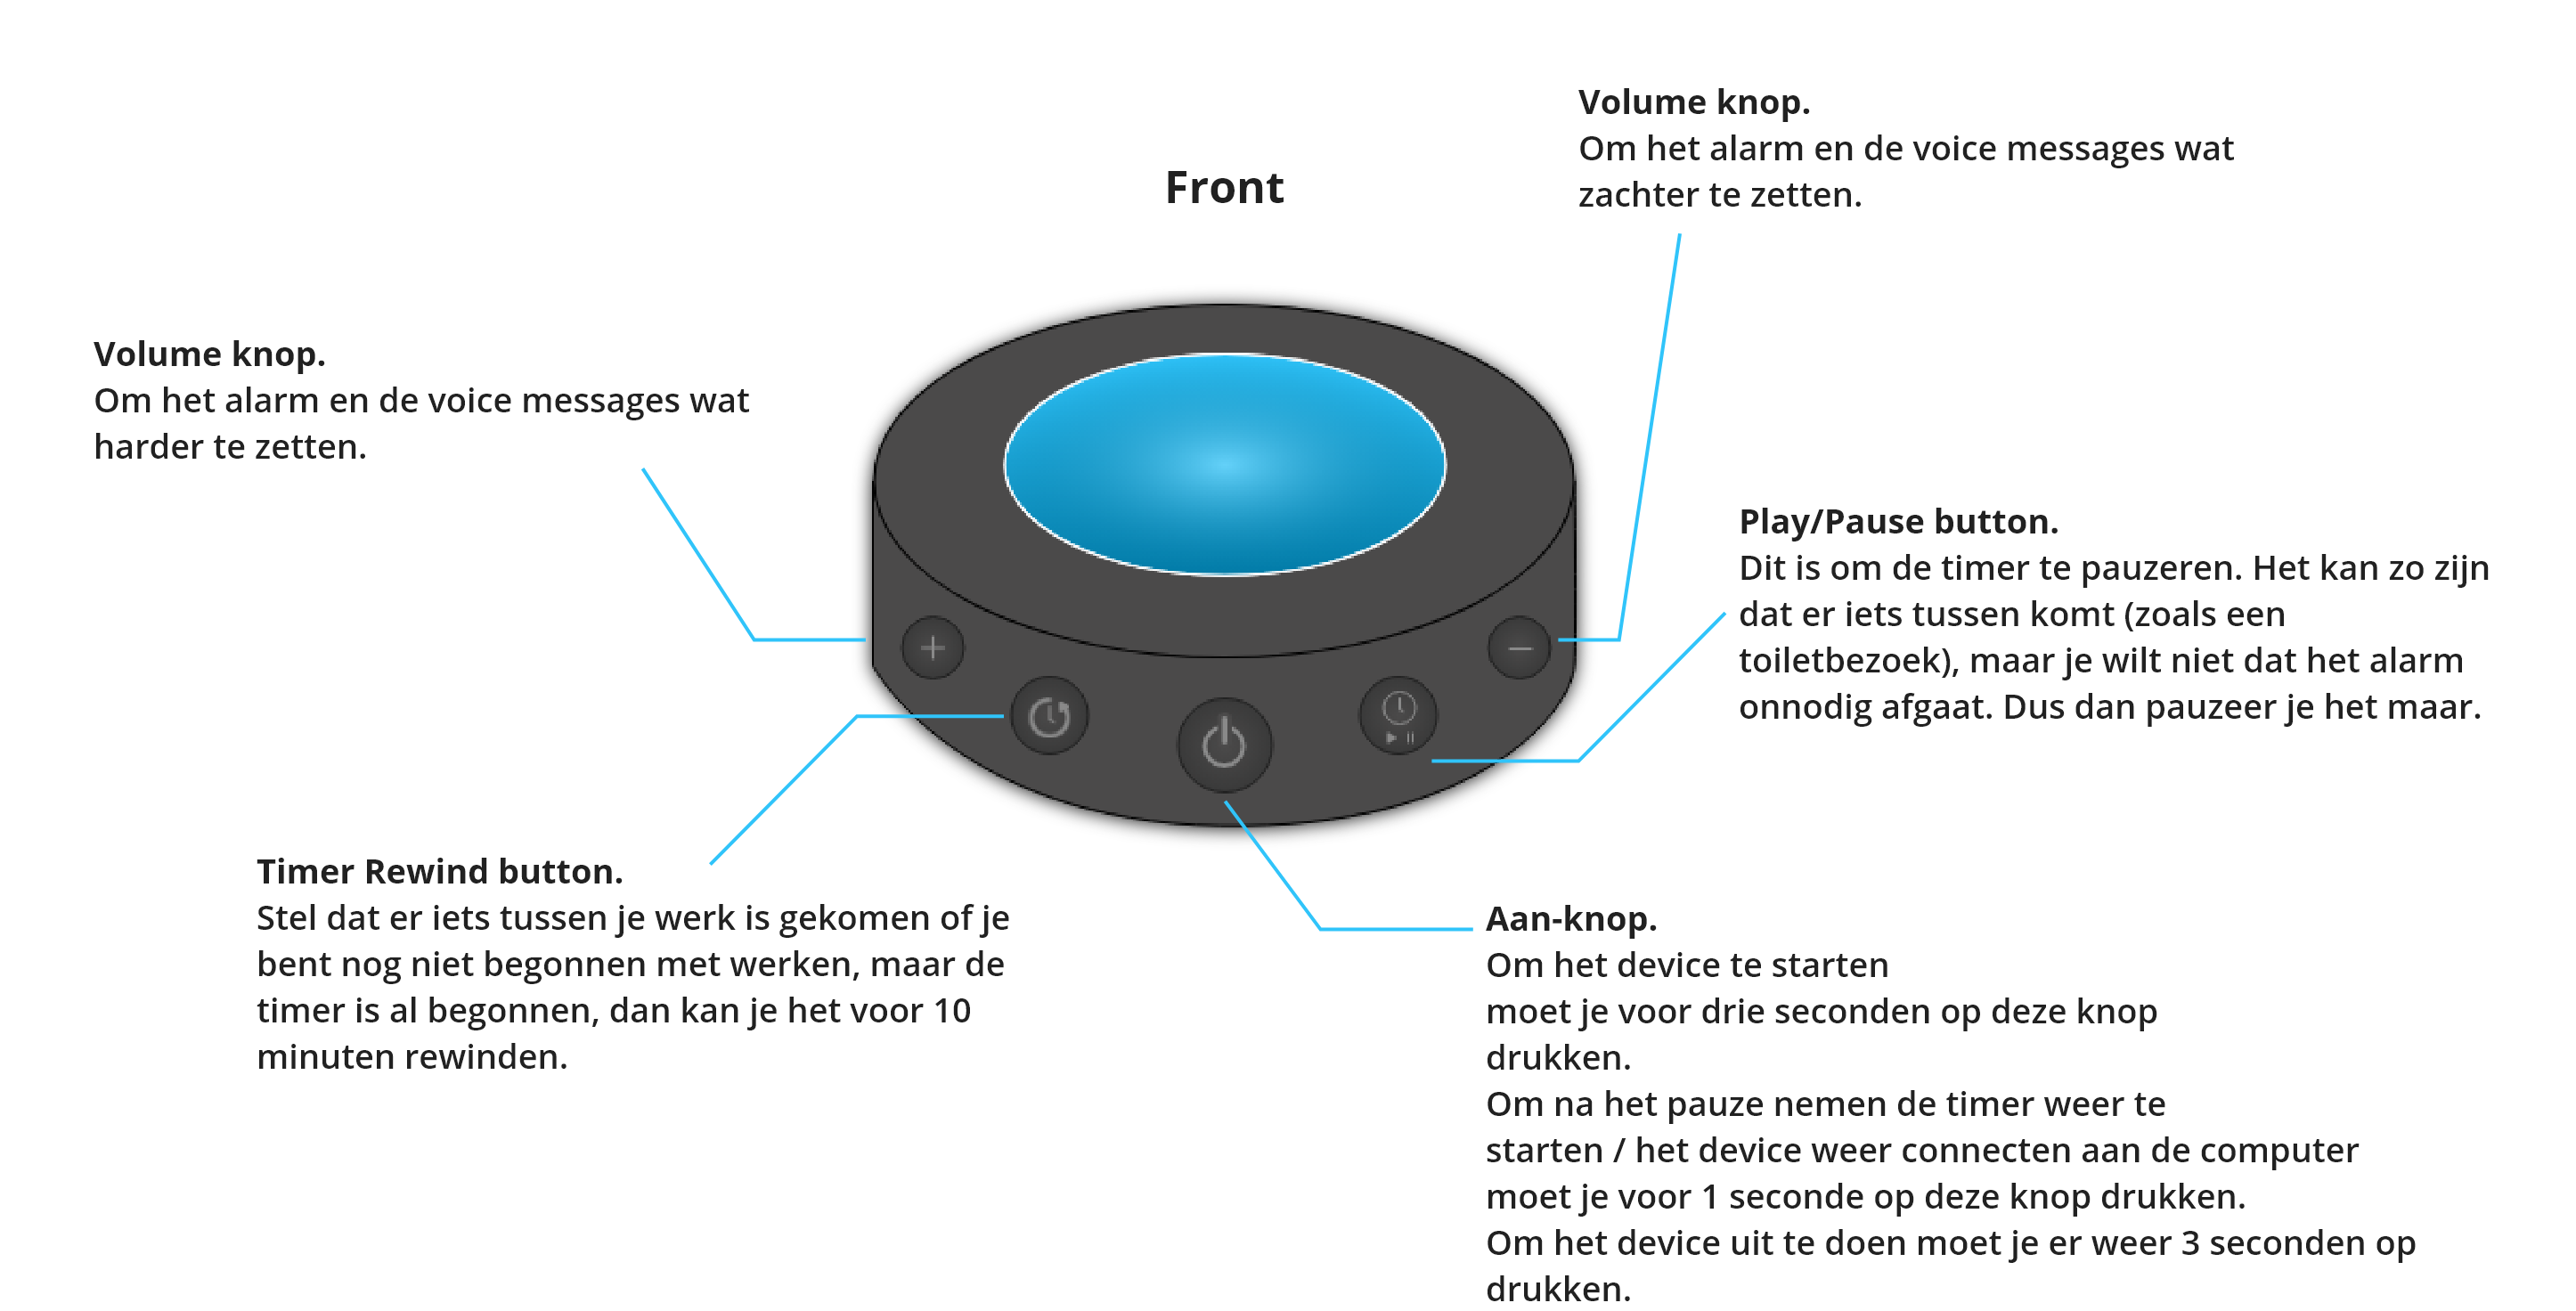 Front
Volume knop.
Om het alarm en de voice messages wat
harder te zetten.
Volume knop.
Om het alarm en de voice messages wat
zachter te zetten.
Play/Pause button.
Dit is om de timer te pauzeren. Het kan zo zijn
dat er iets tussen komt (zoals een
toiletbezoek), maar je wilt niet dat het alarm
onnodig afgaat. Dus dan pauzeer je het maar.
Timer Rewind button.
Stel dat er iets tussen je werk is gekomen of je
bent nog niet begonnen met werken, maar de
timer is al begonnen, dan kan je het voor 10
minuten rewinden.
Aan-knop.
Om het device te starten
moet je voor drie seconden op deze knop
drukken.
Om na het pauze nemen de timer weer te
starten / het device weer connecten aan de computer
moet je voor 1 seconde op deze knop drukken.
Om het device uit te doen moet je er weer 3 seconden op
drukken.